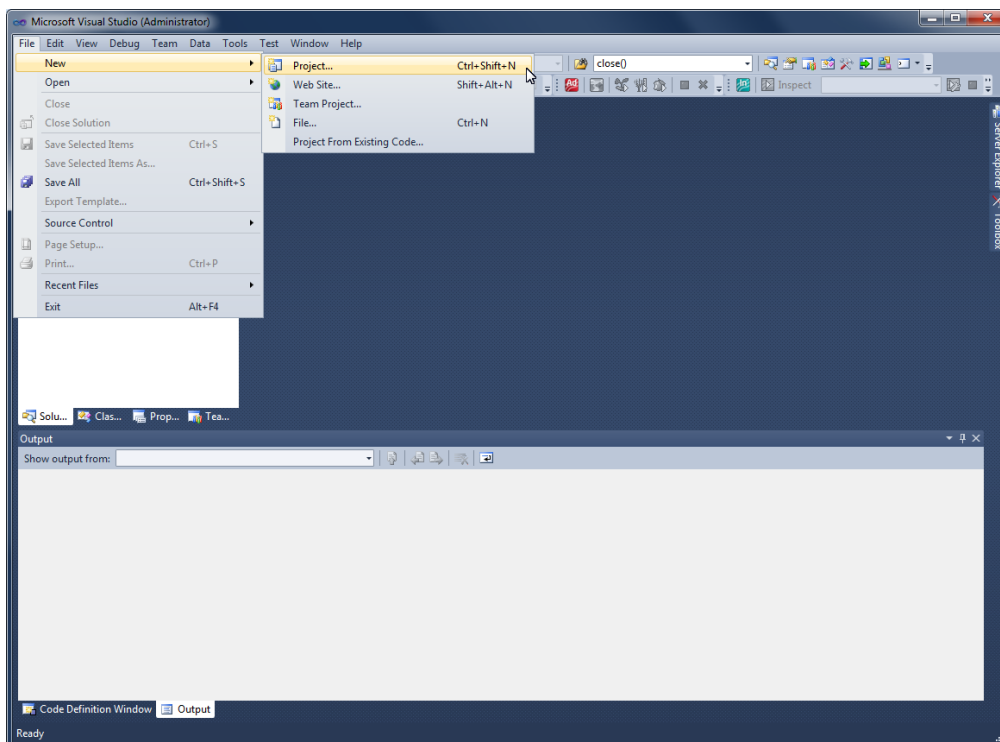 Microsoft Visual Studio (Administrator)
File Edit View Debug Team Data Tools Test Window Help
New
Project... Ctrl+Shift+N
close()
Open
Web Site... Shift+Alt+N
Inspect
Close
Team Project...
Close Solution
File... Ctrl+N
Save Selected Items Ctrl+S
Project From Existing Code...
Save Selected Items As...
Save All Ctrl+Shift+S
Export Template...
Source Control
Page Setup...
Print... Ctrl+P
Recent Files
Exit Alt+F4
Server Explorer
Toolbox
Solu... Clas... Prop... Tea...
Output
Show output from:
Code Definition Window Output
Ready